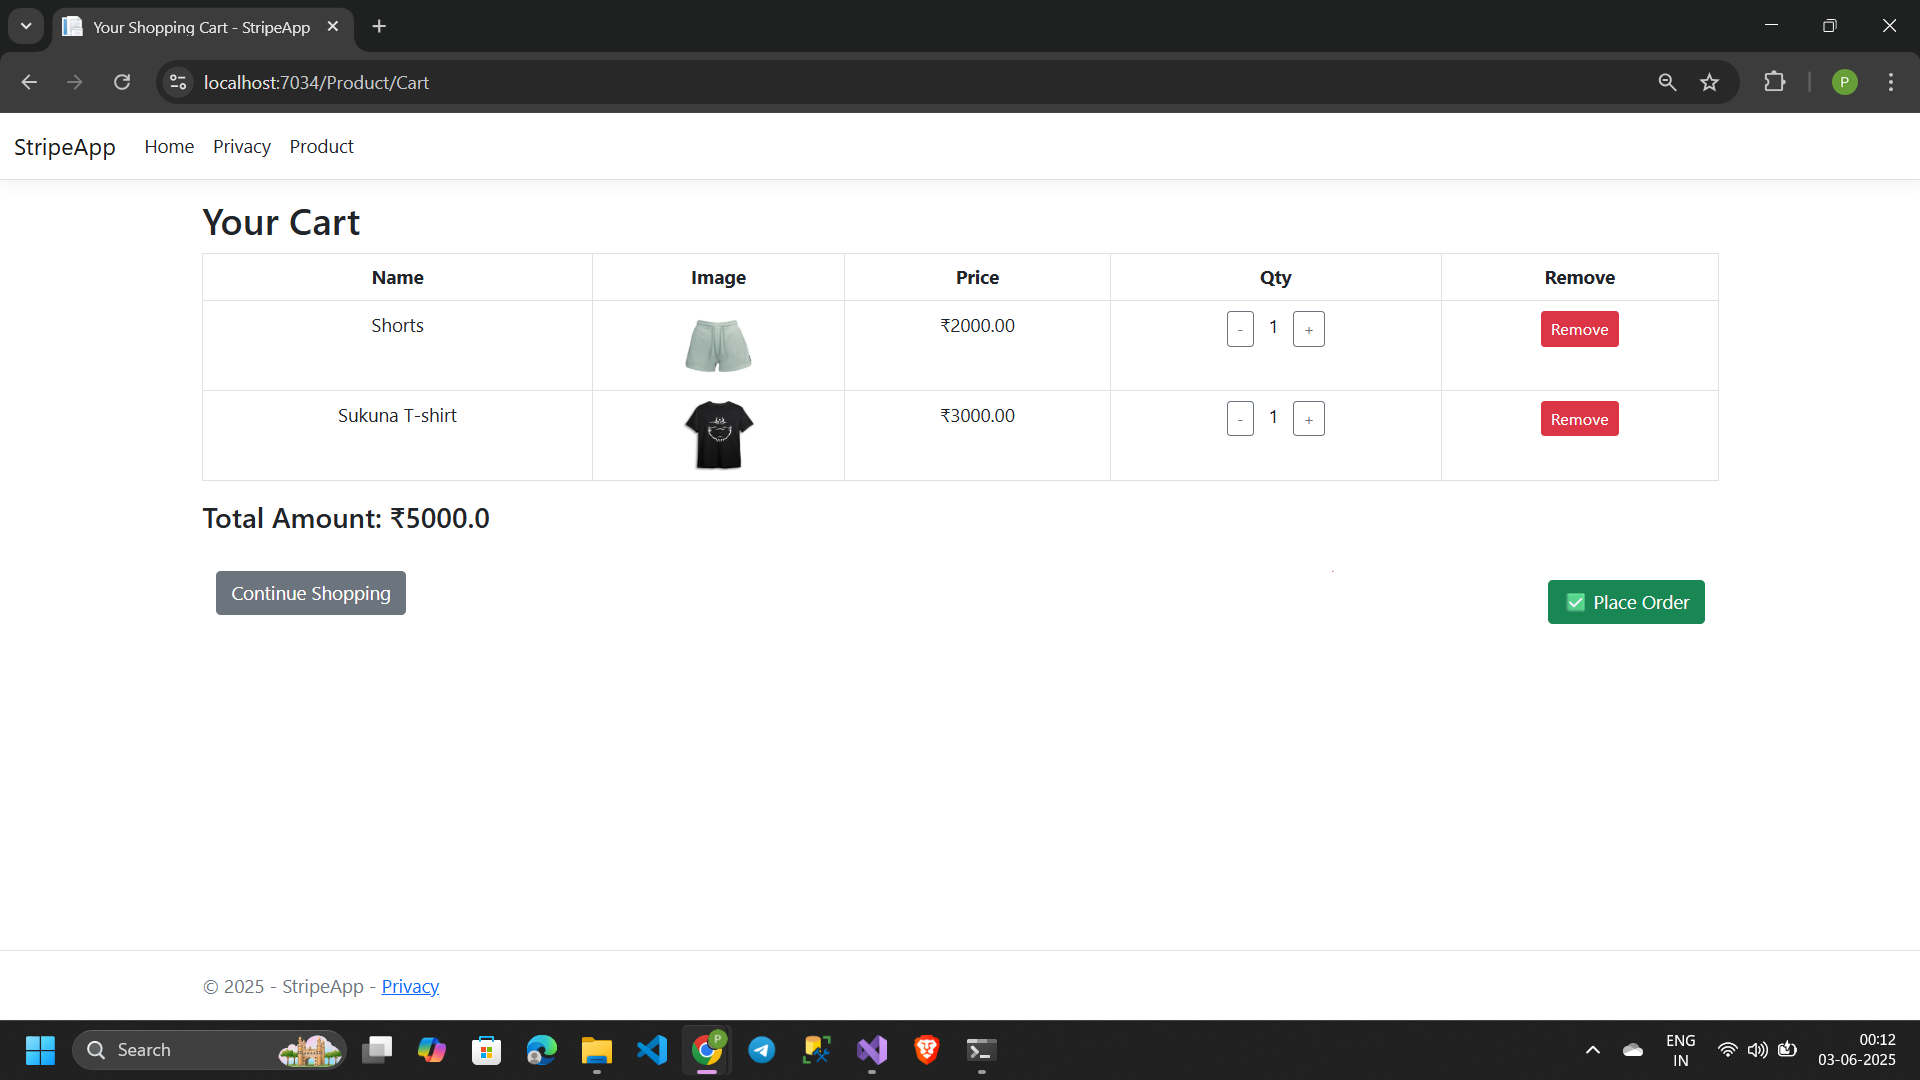 Your Shopping Cart - StripeApp
localhost:7034/Product/Cart
P
StripeApp Home Privacy Product
Your Cart
Name Image Price Qty Remove
Shorts ₹2000.00 - 1 + Remove
Sukuna T-shirt ₹3000.00 - 1 + Remove
Total Amount: ₹5000.0
Continue Shopping
✅ Place Order
© 2025 - StripeApp - Privacy
Search
P
ENG
IN
00:12
03-06-2025